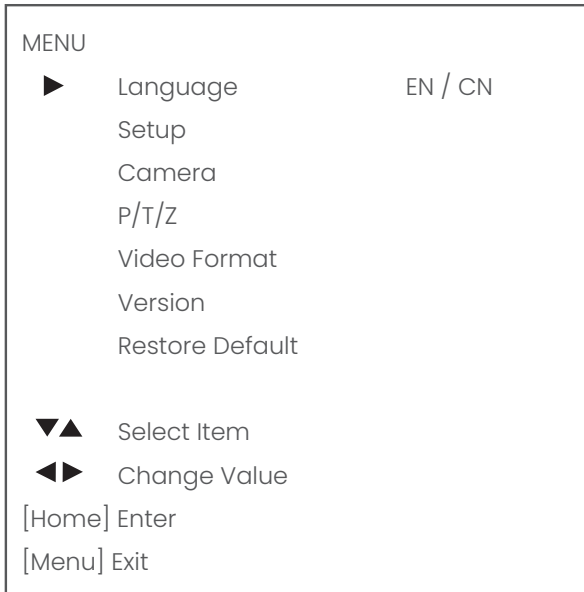 MENU
▶ Language EN / CN
Setup
Camera
P/T/Z
Video Format
Version
Restore Default
▼▲ Select Item
◀▶ Change Value
[Home] Enter
[Menu] Exit